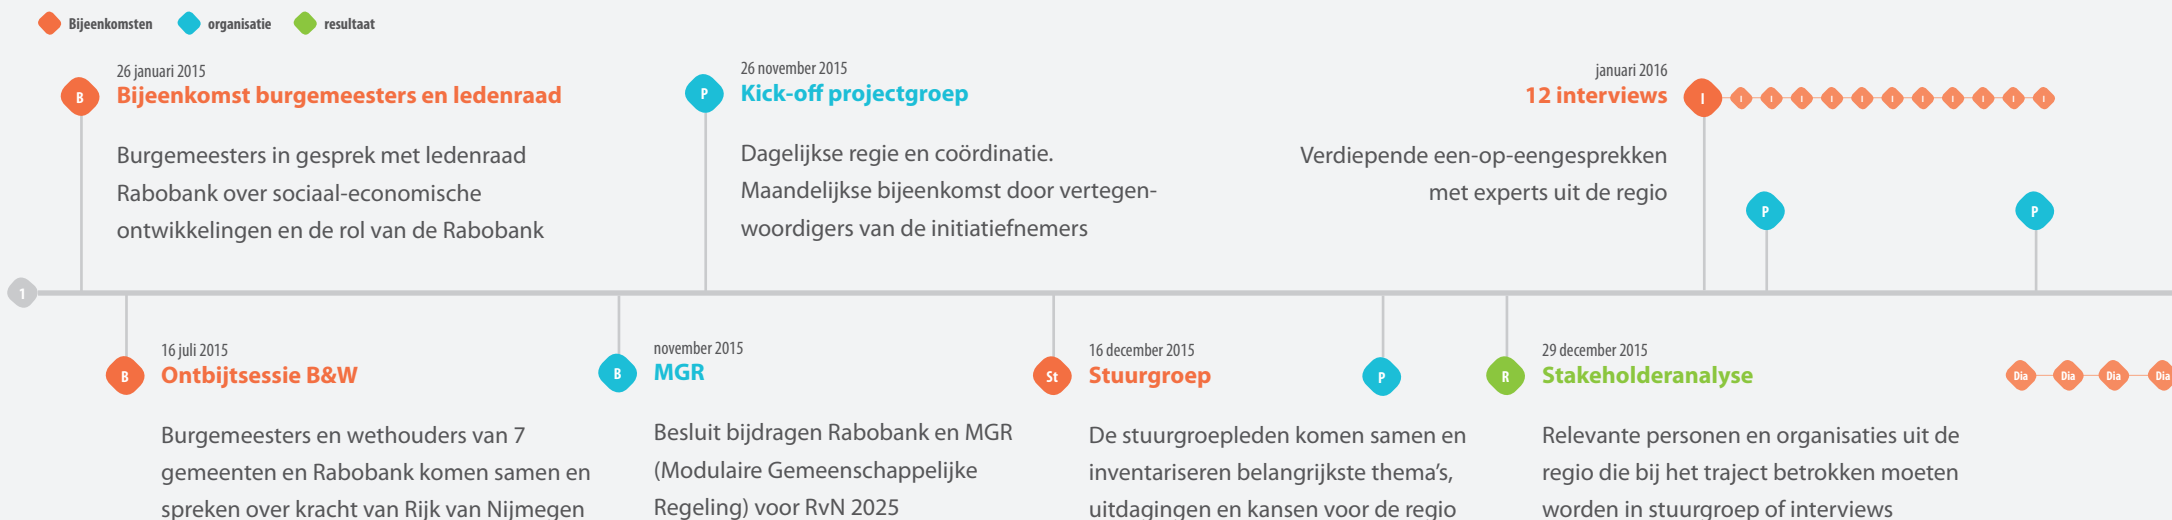 Bijeenkomsten organisatie resultaat
26 januari 2015
B Bijeenkomst burgemeesters en ledenraad
Burgemeesters in gesprek met ledenraad
Rabobank over sociaal-economische
ontwikkelingen en de rol van de Rabobank
26 november 2015
P Kick-off projectgroep
Dagelijkse regie en coördinatie.
Maandelijkse bijeenkomst door vertegen-
woordigers van de initiatiefnemers
januari 2016
12 interviews I I I I I I I I I I I I
Verdiepende een-op-eengesprekken
met experts uit de regio
P P
1
16 juli 2015
B Ontbijtsessie B&W
Burgemeesters en wethouders van 7
gemeenten en Rabobank komen samen en
spreken over kracht van Rijk van Nijmegen
november 2015
B MGR
Besluit bijdragen Rabobank en MGR
(Modulaire Gemeenschappelijke
Regeling) voor RvN 2025
16 december 2015
St Stuurgroep
De stuurgroepleden komen samen en
inventariseren belangrijkste thema's,
uitdagingen en kansen voor de regio
P
29 december 2015
R Stakeholderanalyse
Relevante personen en organisaties uit de
regio die bij het traject betrokken moeten
worden in stuurgroep of interviews
Dia Dia Dia Dia